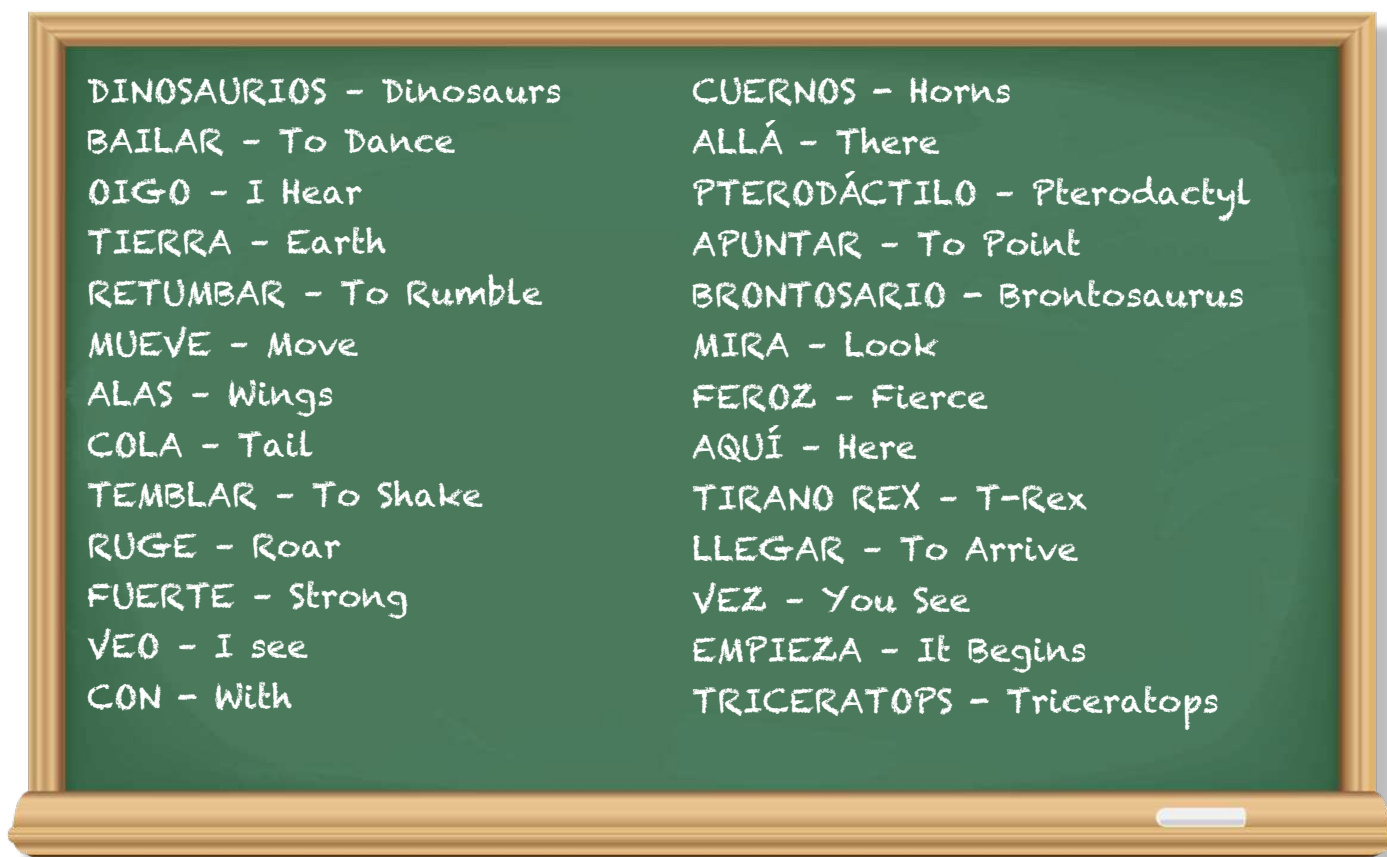 DINOSAURIOS - Dinosaurs
BAILAR - To Dance
OIGO - I Hear
TIERRA - Earth
RETUMBAR - To Rumble
MUEVE - Move
ALAS - Wings
COLA - Tail
TEMBLAR - To Shake
RUGE - Roar
FUERTE - Strong
VEO - I see
CON - With
CUERNOS - Horns
ALLÁ - There
PTERODÁCTILO - Pterodactyl
APUNTAR - To Point
BRONTOSARIO - Brontosaurus
MIRA - Look
FEROZ - Fierce
AQUÍ - Here
TIRANO REX - T-Rex
LLEGAR - To Arrive
VEZ - You See
EMPIEZA - It Begins
TRICERATOPS - Triceratops